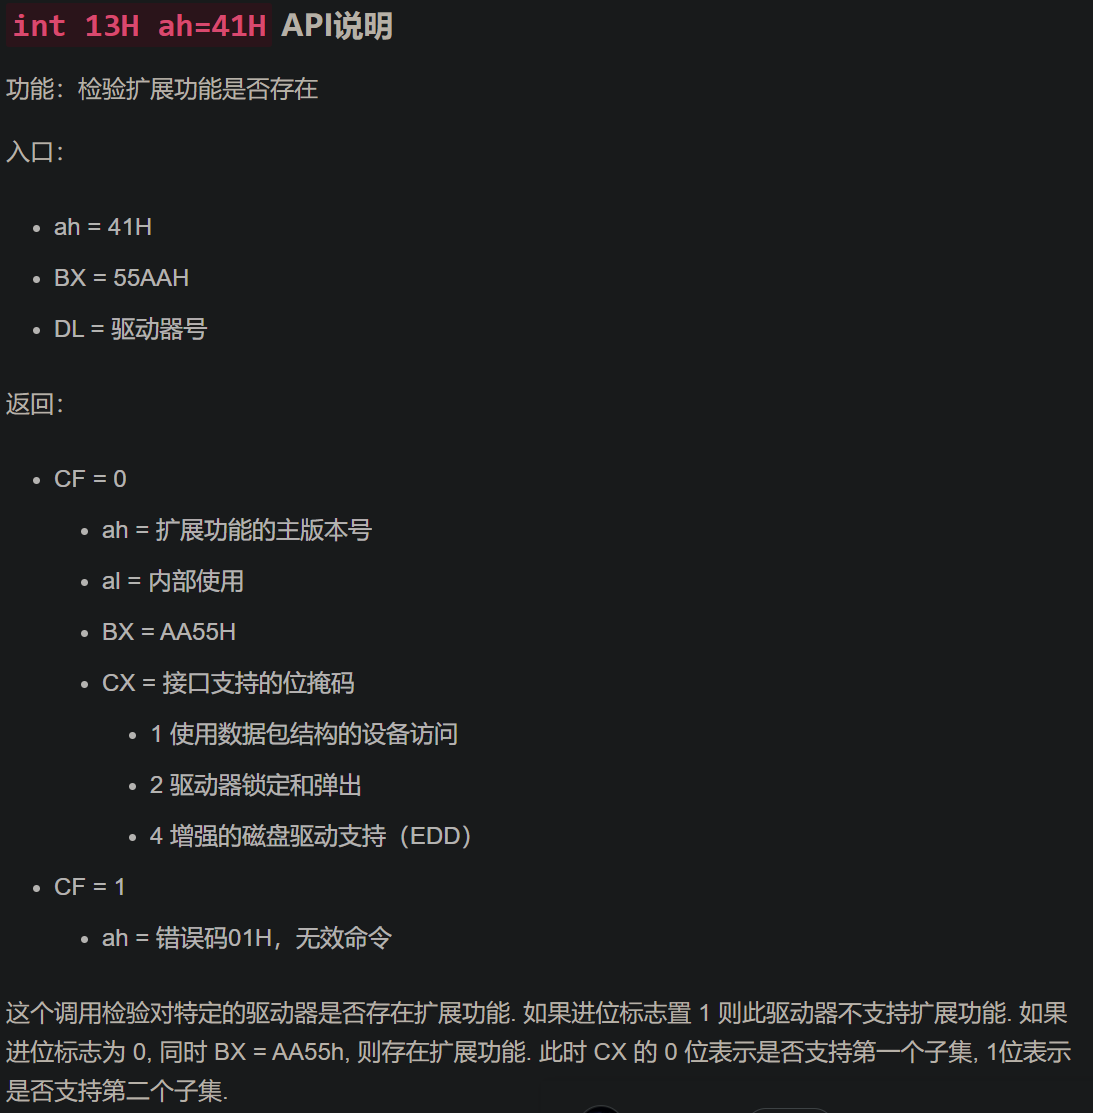 int 13H ah=41H API说明
功能：检验扩展功能是否存在
入口：
ah = 41H
BX = 55AAH
DL = 驱动器号
返回：
CF = 0
ah = 扩展功能的主版本号
al = 内部使用
BX = AA55H
CX = 接口支持的位掩码
1 使用数据包结构的设备访问
2 驱动器锁定和弹出
4 增强的磁盘驱动支持（EDD）
CF = 1
ah = 错误码01H，无效命令
这个调用检验对特定的驱动器是否存在扩展功能. 如果进位标志置 1 则此驱动器不支持扩展功能. 如果
进位标志为 0, 同时 BX = AA55h, 则存在扩展功能. 此时 CX 的 0 位表示是否支持第一个子集, 1位表示
是否支持第二个子集.